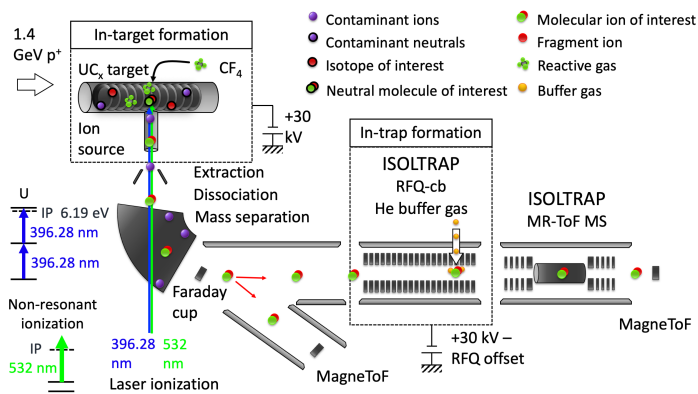 1.4
GeV p⁺
In-target formation
UCₓ target
CF₄
Ion
source
+30
kV
Contaminant ions
Contaminant neutrals
Isotope of interest
Neutral molecule of interest
Molecular ion of interest
Fragment ion
Reactive gas
Buffer gas
Extraction
Dissociation
Mass separation
In-trap formation
ISOLTRAP
RFQ-cb
He buffer gas
ISOLTRAP
MR-ToF MS
U
IP 6.19 eV
396.28 nm
396.28 nm
Non-resonant
ionization
IP
532 nm
Faraday
cup
396.28
nm
532
nm
Laser ionization
MagneToF
+30 kV –
RFQ offset
MagneToF